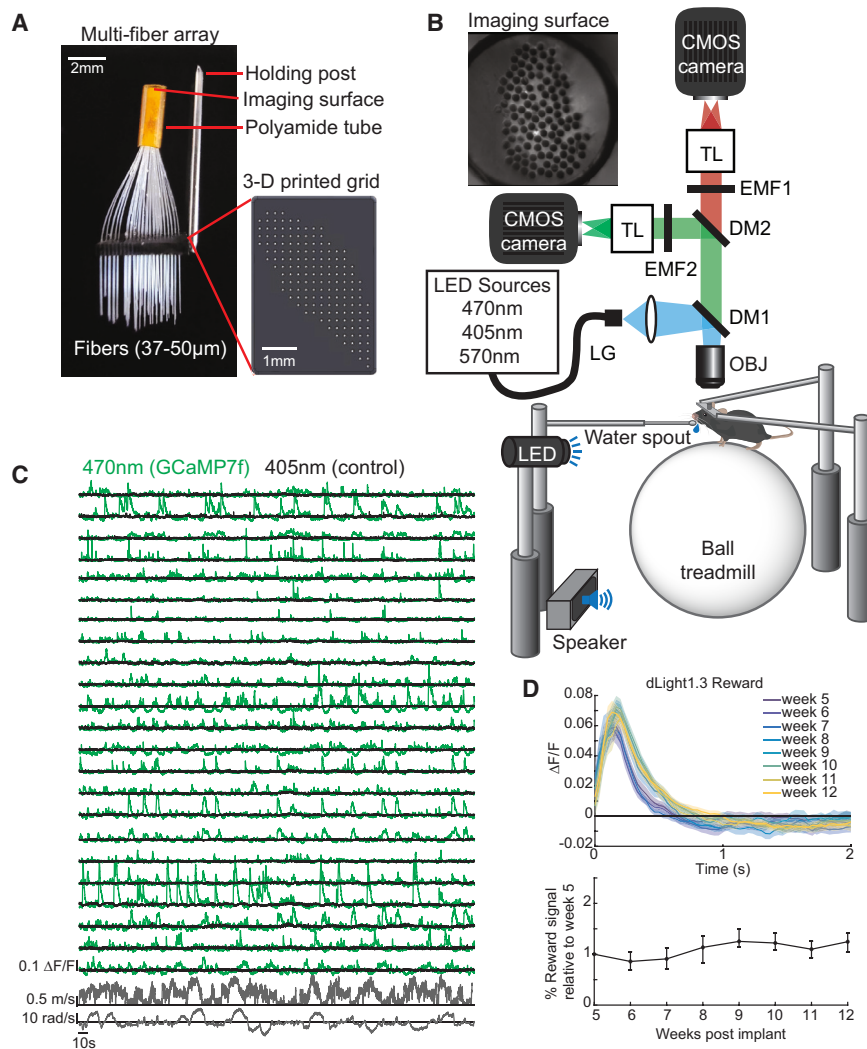 A
Multi-fiber array
2mm
Holding post
Imaging surface
Polyamide tube
3-D printed grid
Fibers (37-50µm)
1mm
B
Imaging surface
CMOS
camera
TL
EMF1
CMOS
camera
TL
DM2
EMF2
LED Sources
470nm
405nm
570nm
DM1
LG
OBJ
Water spout
LED
Ball
treadmill
Speaker
C
470nm (GCaMP7f) 405nm (control)
0.1 ΔF/F
0.5 m/s
10 rad/s
10s
D
dLight1.3 Reward
0.08
0.06
0.04
0.02
0
-0.02
ΔF/F
week 5
week 6
week 7
week 8
week 9
week 10
week 11
week 12
0 1 2
Time (s)
% Reward signal
relative to week 5
2
1
0
5 6 7 8 9 10 11 12
Weeks post implant